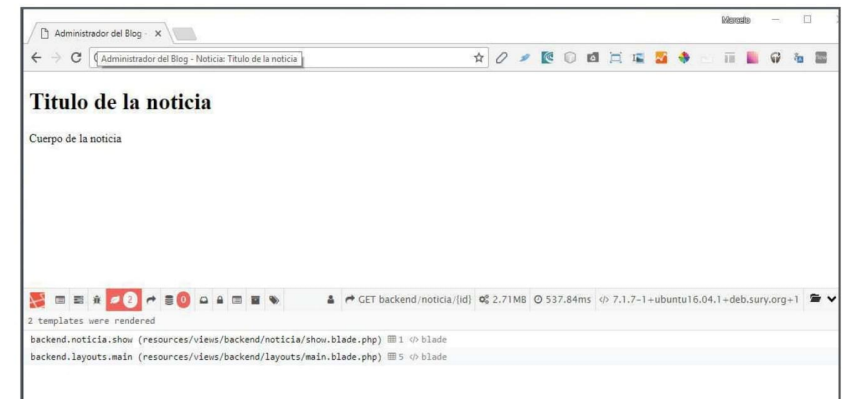 Marcelo
Administrador del Blog -
Administrador del Blog - Noticia: Titulo de la noticia
Titulo de la noticia
Cuerpo de la noticia
2 0 GET backend/noticia/{id} 2.71MB 537.84ms 7.1.7-1+ubuntu16.04.1+deb.sury.org+1
2 templates were rendered
backend.noticia.show (resources/views/backend/noticia/show.blade.php) 1 </> blade
backend.layouts.main (resources/views/backend/layouts/main.blade.php) 5 </> blade